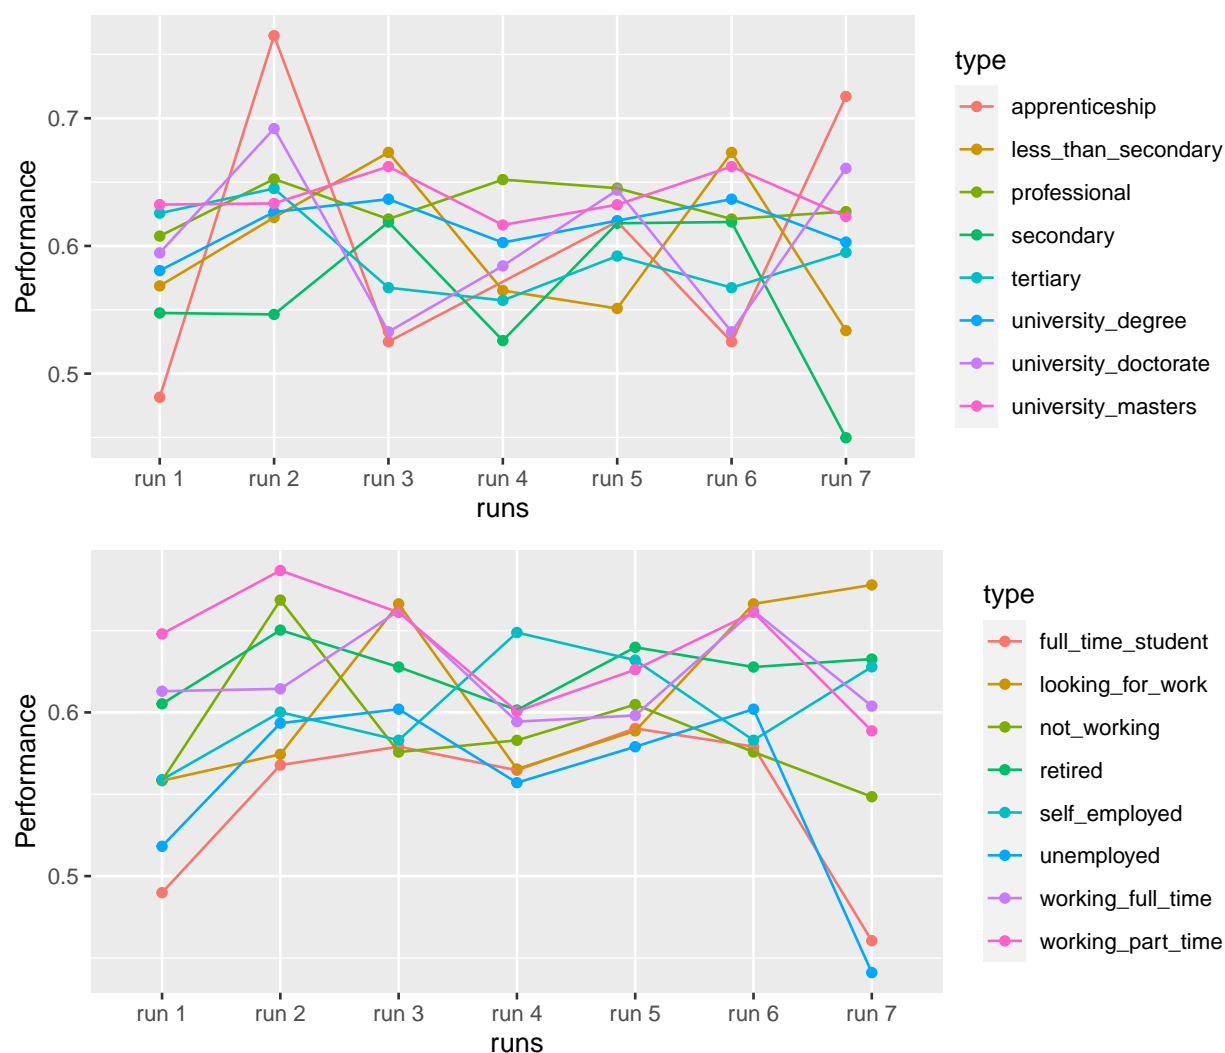 Performance
0.7
0.6
0.5
run 1 run 2 run 3 run 4 run 5 run 6 run 7
runs
type
apprenticeship
less_than_secondary
professional
secondary
tertiary
university_degree
university_doctorate
university_masters
Performance
0.6
0.5
run 1 run 2 run 3 run 4 run 5 run 6 run 7
runs
type
full_time_student
looking_for_work
not_working
retired
self_employed
unemployed
working_full_time
working_part_time